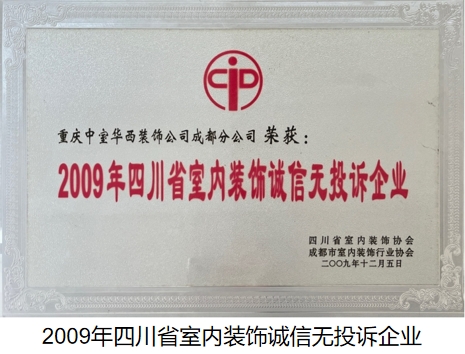 CID
重庆中室华西装饰公司成都分公司 荣获：
2009年四川省室内装饰诚信无投诉企业
四川省室内装饰协会
成都市室内装饰行业协会
二〇〇九年十二月五日
2009年四川省室内装饰诚信无投诉企业